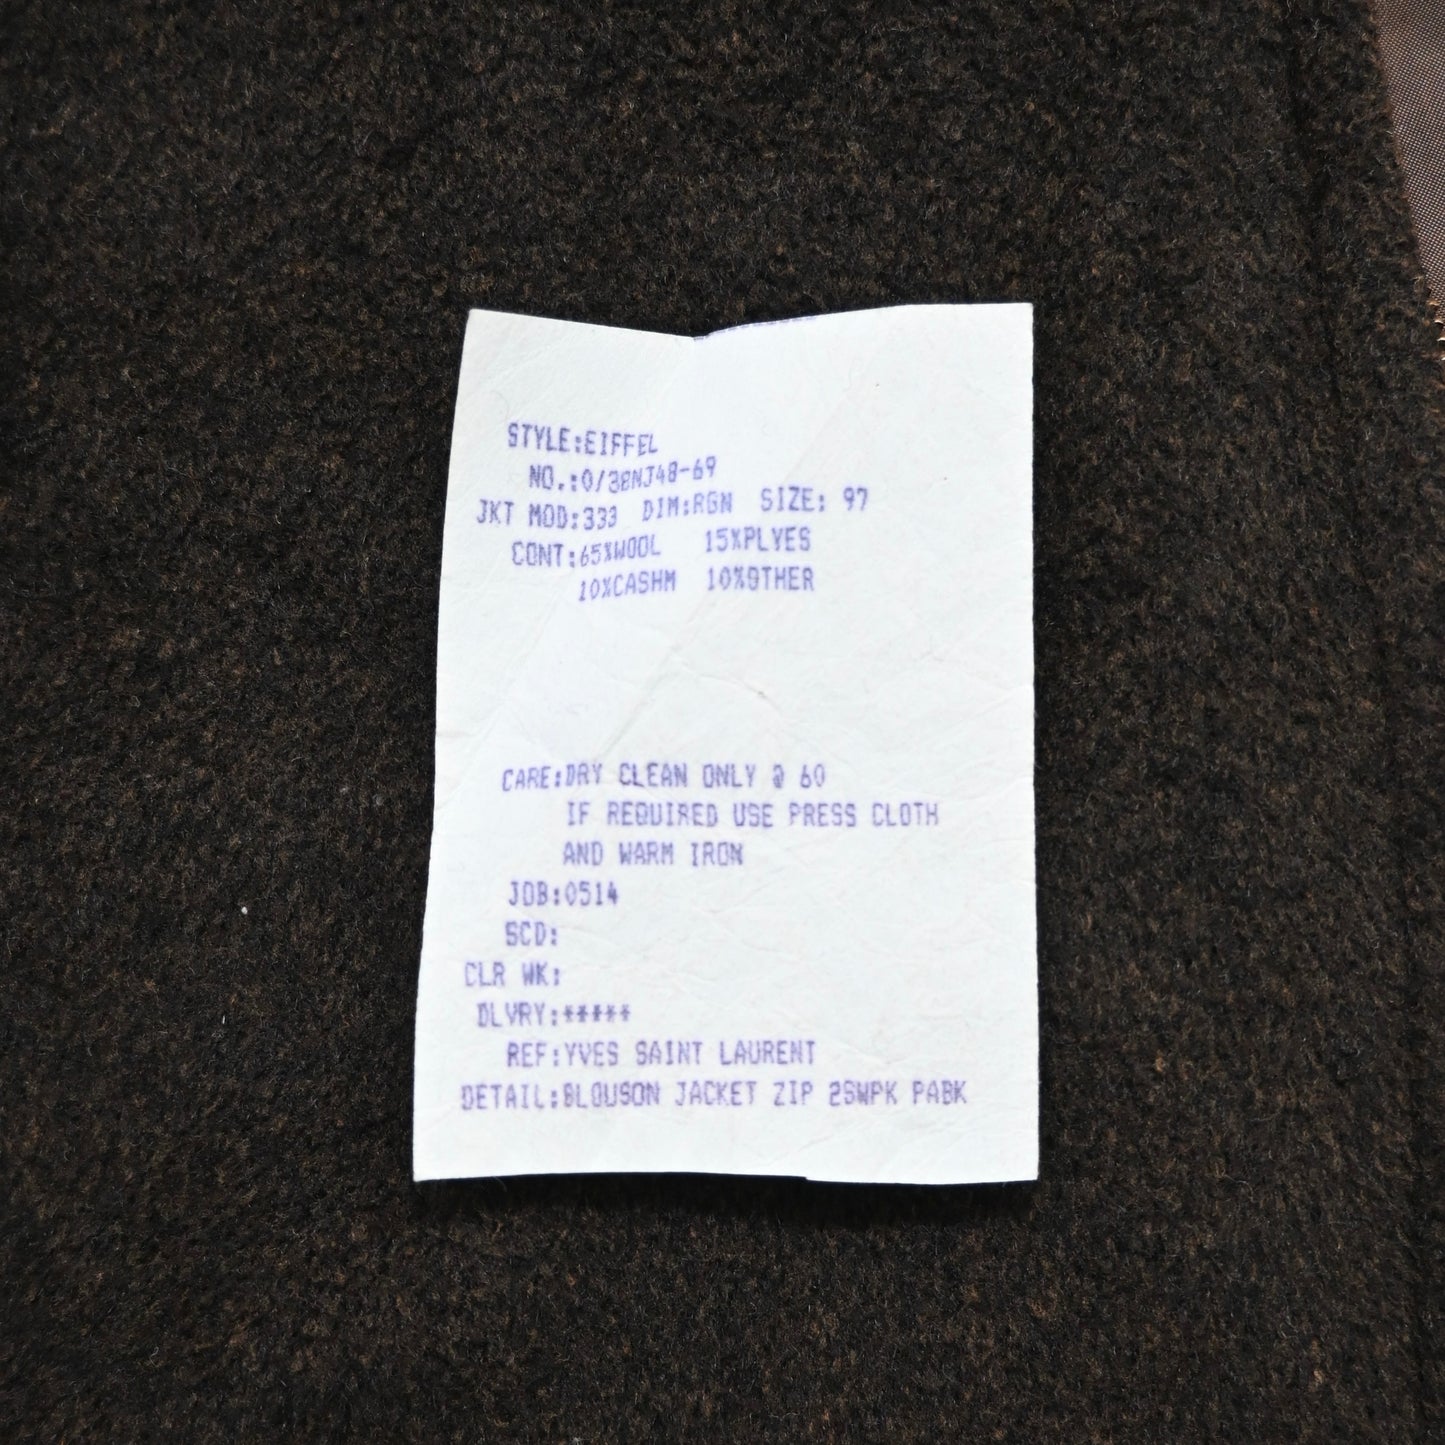 STYLE:EIFFEL
NO.:0/38NJ48-69
JKT MOD:333 DIM:RGN SIZE: 97
CONT:65%WOOL 15%PLYES
10%CASHM 10%OTHER
CARE:DRY CLEAN ONLY @ 60
IF REQUIRED USE PRESS CLOTH
AND WARM IRON
JOB:0514
SCD:
CLR WK:
DLVRY:*****
REF:YVES SAINT LAURENT
DETAIL:BLOUSON JACKET ZIP 2SWPK PABK